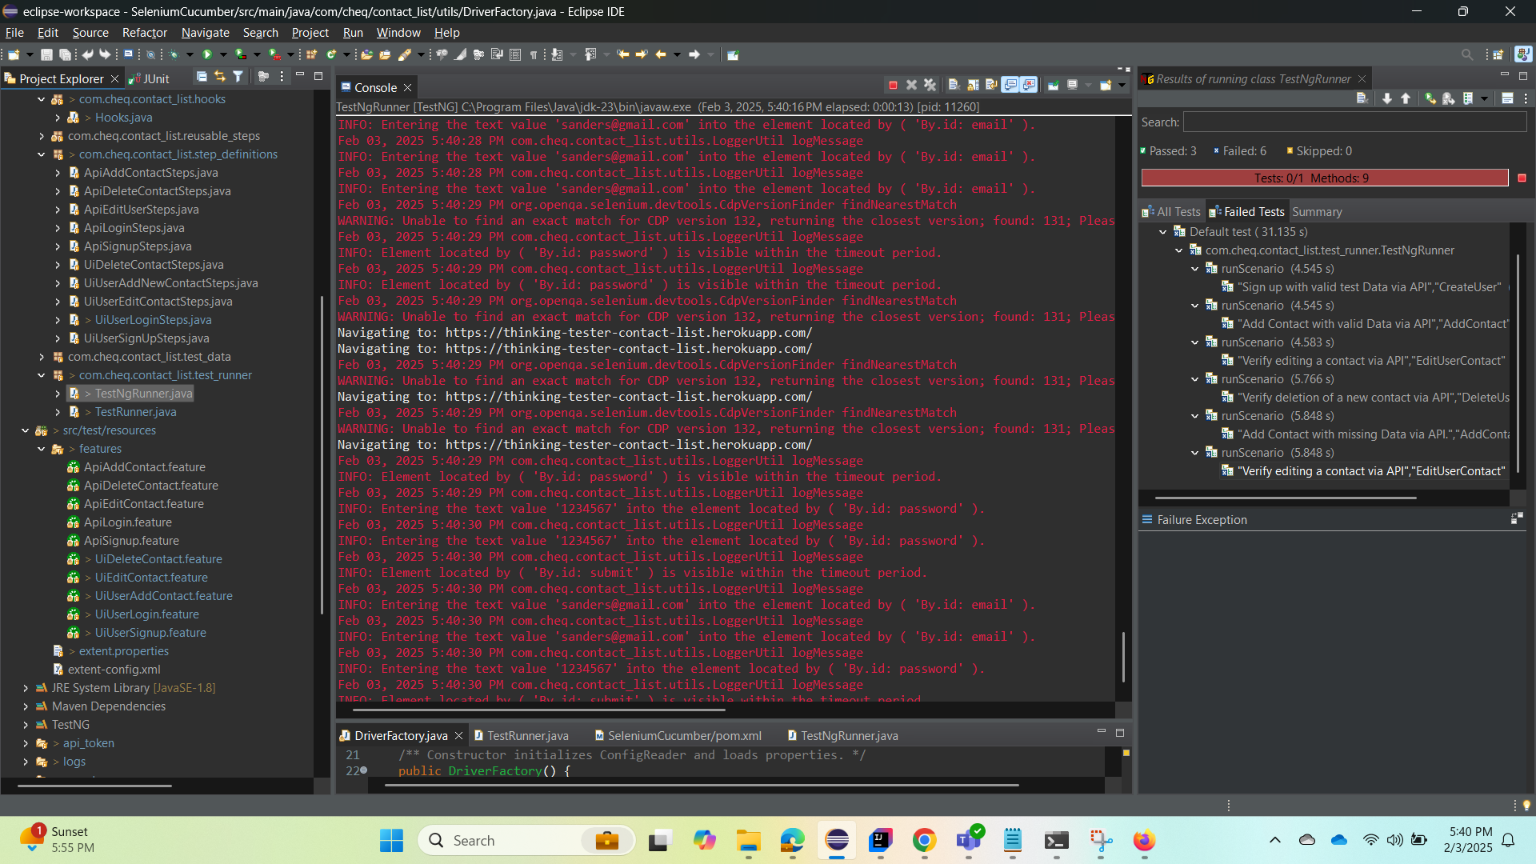 eclipse-workspace - SeleniumCucumber/src/main/java/com/cheq/contact_list/utils/DriverFactory.java - Eclipse IDE
File Edit Source Refactor Navigate Search Project Run Window Help
Project Explorer
JUnit
com.cheq.contact_list.hooks
> Hooks.java
com.cheq.contact_list.reusable_steps
> com.cheq.contact_list.step_definitions
ApiAddContactSteps.java
ApiDeleteContactSteps.java
ApiEditUserSteps.java
ApiLoginSteps.java
ApiSignupSteps.java
UiDeleteContactSteps.java
UiUserAddNewContactSteps.java
UiUserEditContactSteps.java
> UiUserLoginSteps.java
UiUserSignUpSteps.java
com.cheq.contact_list.test_data
> com.cheq.contact_list.test_runner
> TestNgRunner.java
> TestRunner.java
> src/test/resources
> features
ApiAddContact.feature
ApiDeleteContact.feature
ApiEditContact.feature
ApiLogin.feature
ApiSignup.feature
> UiDeleteContact.feature
> UiEditContact.feature
> UiUserAddContact.feature
> UiUserLogin.feature
> UiUserSignup.feature
> extent.properties
extent-config.xml
JRE System Library [JavaSE-1.8]
Maven Dependencies
TestNG
> api_token
> logs
Console
TestNgRunner [TestNG] C:\Program Files\Java\jdk-23\bin\javaw.exe (Feb 3, 2025, 5:40:16 PM elapsed: 0:00:13) [pid: 11260]
INFO: Entering the text value 'sanders@gmail.com' into the element located by ( 'By.id: email' ).
Feb 03, 2025 5:40:28 PM com.cheq.contact_list.utils.LoggerUtil logMessage
INFO: Entering the text value 'sanders@gmail.com' into the element located by ( 'By.id: email' ).
Feb 03, 2025 5:40:28 PM com.cheq.contact_list.utils.LoggerUtil logMessage
INFO: Entering the text value 'sanders@gmail.com' into the element located by ( 'By.id: email' ).
Feb 03, 2025 5:40:29 PM org.openqa.selenium.devtools.CdpVersionFinder findNearestMatch
WARNING: Unable to find an exact match for CDP version 132, returning the closest version; found: 131; Pleas
Feb 03, 2025 5:40:29 PM com.cheq.contact_list.utils.LoggerUtil logMessage
INFO: Element located by ( 'By.id: password' ) is visible within the timeout period.
Feb 03, 2025 5:40:29 PM com.cheq.contact_list.utils.LoggerUtil logMessage
INFO: Element located by ( 'By.id: password' ) is visible within the timeout period.
Feb 03, 2025 5:40:29 PM org.openqa.selenium.devtools.CdpVersionFinder findNearestMatch
WARNING: Unable to find an exact match for CDP version 132, returning the closest version; found: 131; Pleas
Navigating to: https://thinking-tester-contact-list.herokuapp.com/
Navigating to: https://thinking-tester-contact-list.herokuapp.com/
Feb 03, 2025 5:40:29 PM org.openqa.selenium.devtools.CdpVersionFinder findNearestMatch
WARNING: Unable to find an exact match for CDP version 132, returning the closest version; found: 131; Pleas
Navigating to: https://thinking-tester-contact-list.herokuapp.com/
Feb 03, 2025 5:40:29 PM org.openqa.selenium.devtools.CdpVersionFinder findNearestMatch
WARNING: Unable to find an exact match for CDP version 132, returning the closest version; found: 131; Pleas
Navigating to: https://thinking-tester-contact-list.herokuapp.com/
Feb 03, 2025 5:40:29 PM com.cheq.contact_list.utils.LoggerUtil logMessage
INFO: Element located by ( 'By.id: password' ) is visible within the timeout period.
Feb 03, 2025 5:40:29 PM com.cheq.contact_list.utils.LoggerUtil logMessage
INFO: Entering the text value '1234567' into the element located by ( 'By.id: password' ).
Feb 03, 2025 5:40:30 PM com.cheq.contact_list.utils.LoggerUtil logMessage
INFO: Entering the text value '1234567' into the element located by ( 'By.id: password' ).
Feb 03, 2025 5:40:30 PM com.cheq.contact_list.utils.LoggerUtil logMessage
INFO: Element located by ( 'By.id: submit' ) is visible within the timeout period.
Feb 03, 2025 5:40:30 PM com.cheq.contact_list.utils.LoggerUtil logMessage
INFO: Entering the text value 'sanders@gmail.com' into the element located by ( 'By.id: email' ).
Feb 03, 2025 5:40:30 PM com.cheq.contact_list.utils.LoggerUtil logMessage
INFO: Entering the text value 'sanders@gmail.com' into the element located by ( 'By.id: email' ).
Feb 03, 2025 5:40:30 PM com.cheq.contact_list.utils.LoggerUtil logMessage
INFO: Entering the text value '1234567' into the element located by ( 'By.id: password' ).
Feb 03, 2025 5:40:30 PM com.cheq.contact_list.utils.LoggerUtil logMessage
INFO: Element located by ( 'By.id: submit' ) is visible within the timeout period
DriverFactory.java
TestRunner.java
SeleniumCucumber/pom.xml
TestNgRunner.java
21 /** Constructor initializes ConfigReader and loads properties. */
22 public DriverFactory() {
Results of running class TestNgRunner
Search:
Passed: 3 Failed: 6 Skipped: 0
Tests: 0/1 Methods: 9
All Tests Failed Tests Summary
Default test ( 31.135 s)
com.cheq.contact_list.test_runner.TestNgRunner
runScenario (4.545 s)
"Sign up with valid test Data via API","CreateUser"
runScenario (4.545 s)
"Add Contact with valid Data via API","AddContact"
runScenario (4.583 s)
"Verify editing a contact via API","EditUserContact"
runScenario (5.766 s)
"Verify deletion of a new contact via API","DeleteUs
runScenario (5.848 s)
"Add Contact with missing Data via API.","AddConta
runScenario (5.848 s)
"Verify editing a contact via API","EditUserContact"
Failure Exception
1
Sunset
5:55 PM
Search
5:40 PM
2/3/2025